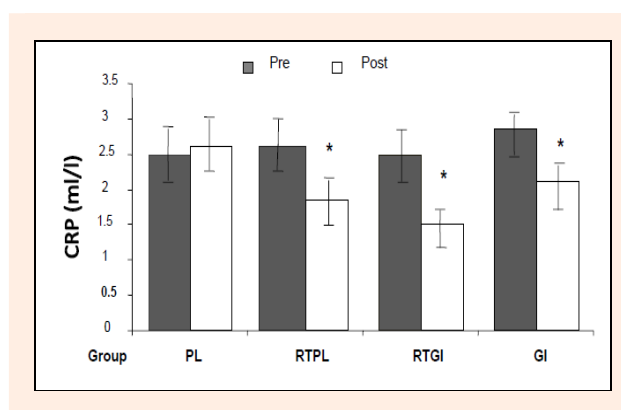 Pre Post
3.5
3
2.5
2
1.5
1
0.5
0
CRP (ml/l)
* * *
Group PL RTPL RTGI GI